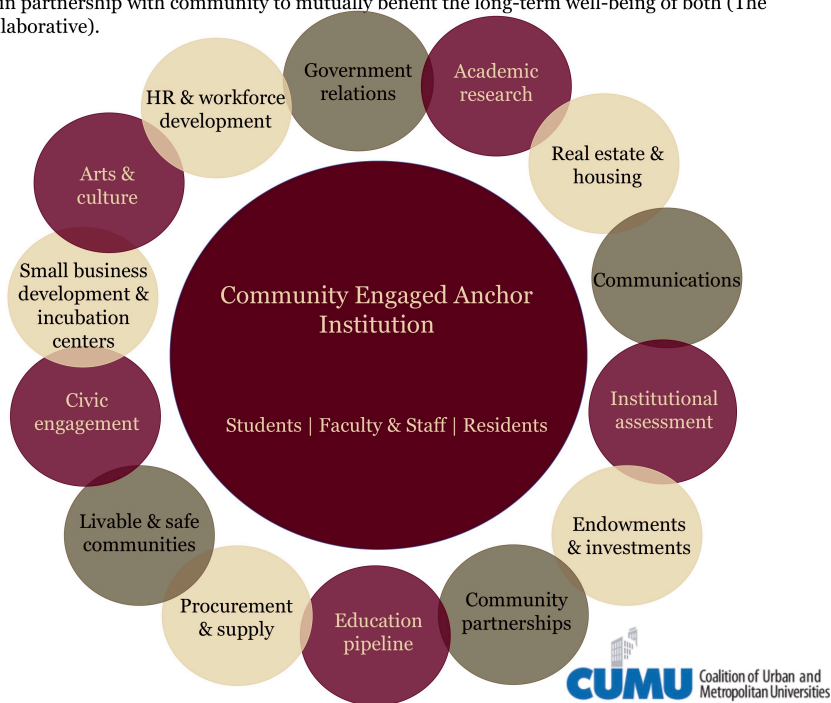 in partnership with community to mutually benefit the long-term well-being of both (The
laborative).
Government
relations
Academic
research
HR & workforce
development
Real estate &
housing
Arts &
culture
Communications
Small business
development &
incubation
centers
Community Engaged Anchor
Institution
Students | Faculty & Staff | Residents
Institutional
assessment
Civic
engagement
Endowments
& investments
Livable & safe
communities
Community
partnerships
Procurement
& supply
Education
pipeline
CUMU
Coalition of Urban and
Metropolitan Universities